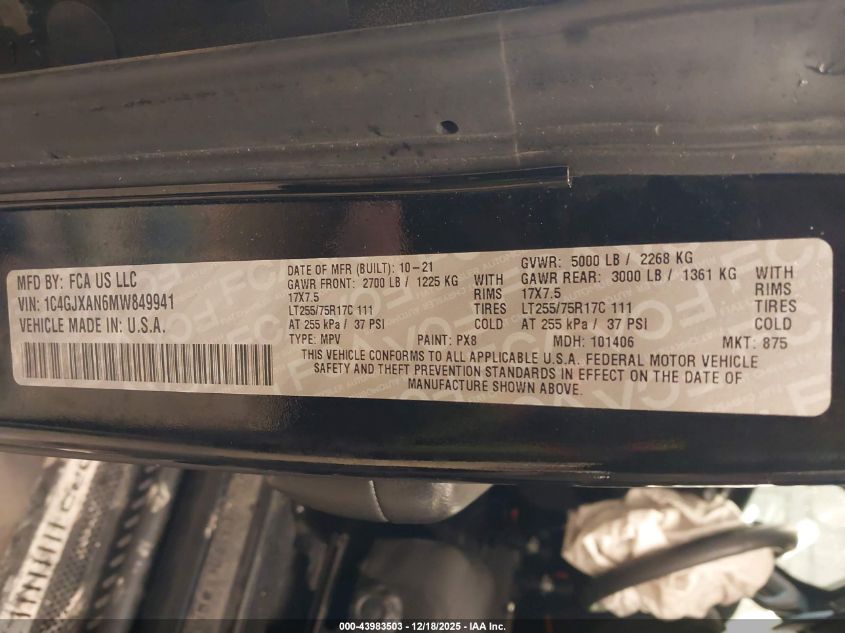 MFD BY: FCA US LLC
VIN: 1C4GJXAN6MW849941
VEHICLE MADE IN: U.S.A.
DATE OF MFR (BUILT): 10-21
GVWR: 5000 LB / 2268 KG
GAWR FRONT: 2700 LB / 1225 KG WITH
GAWR REAR: 3000 LB / 1361 KG WITH
17X7.5 RIMS 17X7.5 RIMS
LT255/75R17C 111 TIRES LT255/75R17C 111 TIRES
AT 255 kPa / 37 PSI COLD AT 255 kPa / 37 PSI COLD
TYPE: MPV PAINT: PX8 MDH: 101406 MKT: 875
THIS VEHICLE CONFORMS TO ALL APPLICABLE U.S.A. FEDERAL MOTOR VEHICLE
SAFETY AND THEFT PREVENTION STANDARDS IN EFFECT ON THE DATE OF
MANUFACTURE SHOWN ABOVE.
000-43983503 - 12/18/2025 - IAA Inc.